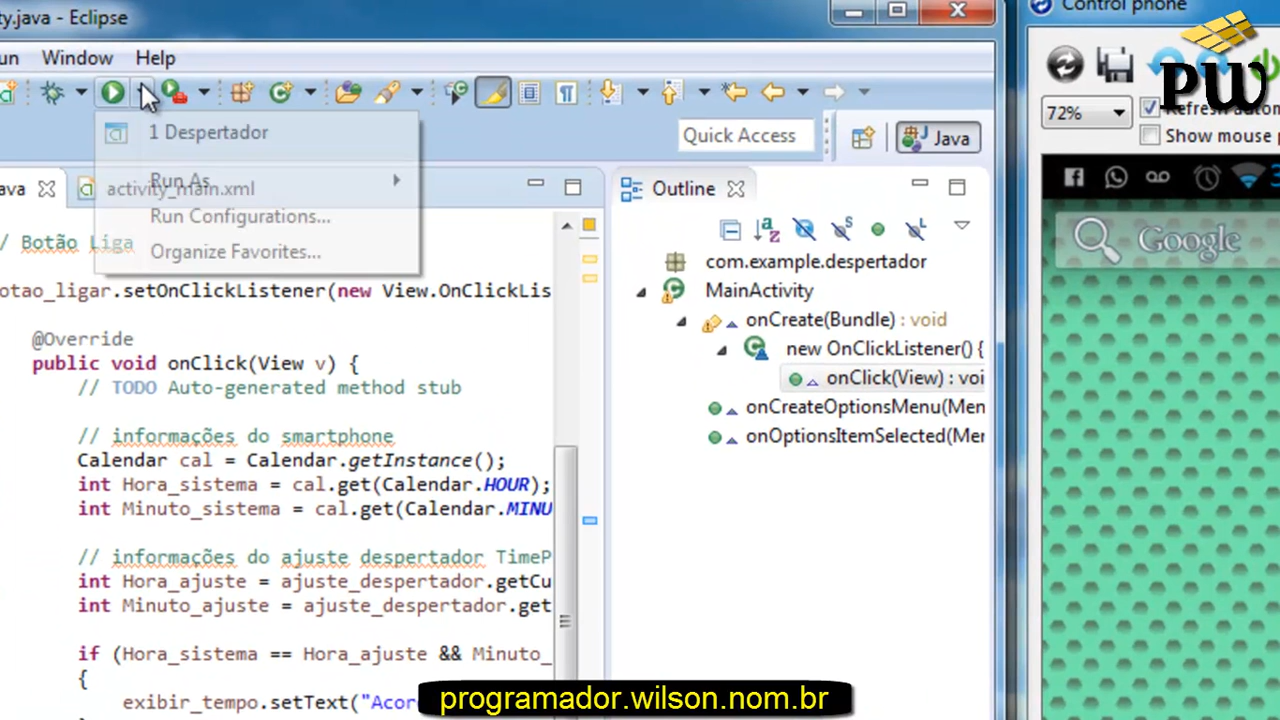 ty.java - Eclipse
un Window Help
1 Despertador
Run As
Run Configurations...
Organize Favorites...
Quick Access
Java
ava
activity_main.xml
// Botão Liga
otao_ligar.setOnClickListener(new View.OnClickLis
@Override
public void onClick(View v) {
// TODO Auto-generated method stub
// informações do smartphone
Calendar cal = Calendar.getInstance();
int Hora_sistema = cal.get(Calendar.HOUR);
int Minuto_sistema = cal.get(Calendar.MINU
// informações do ajuste despertador TimeP
int Hora_ajuste = ajuste_despertador.getCu
int Minuto_ajuste = ajuste_despertador.get
if (Hora_sistema == Hora_ajuste && Minuto_
{
exibir_tempo.setText("Acor
Outline
com.example.despertador
MainActivity
onCreate(Bundle) : void
new OnClickListener() {
onClick(View) : voi
onCreateOptionsMenu(Men
onOptionsItemSelected(Mer
Control phone
PW
72%
Refresh autom
Show mouse p
Google
programador.wilson.nom.br